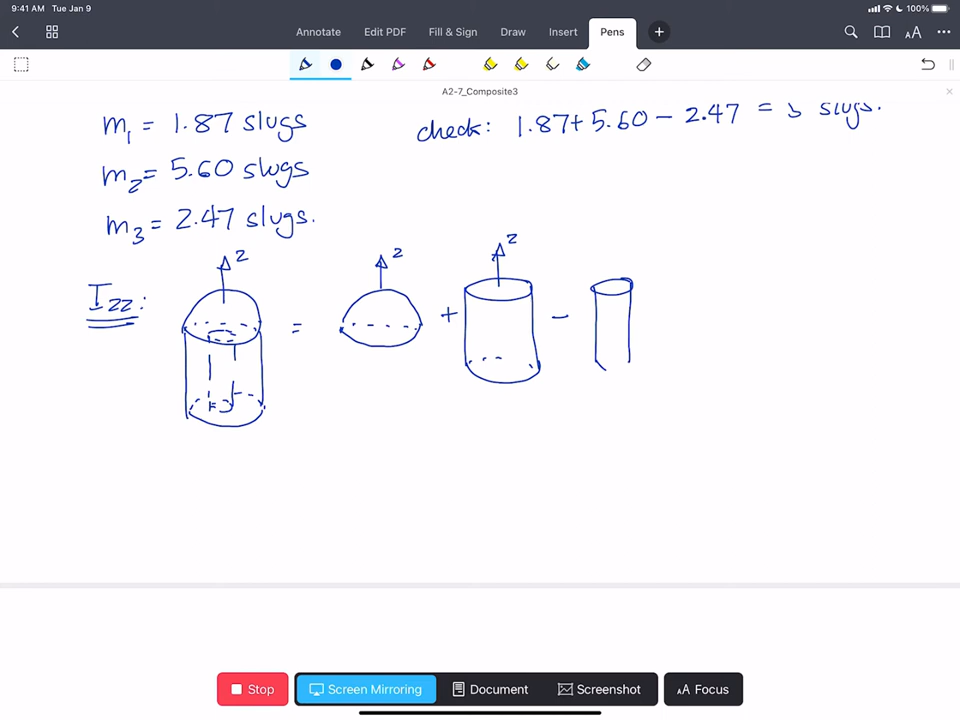 9:41 AM Tue Jan 9
100%
Annotate Edit PDF Fill & Sign Draw Insert Pens
AA
A2-7_Composite3
m₁ = 1.87 slugs
check: 1.87 + 5.60 − 2.47 = 5 slugs.
m₂ = 5.60 slugs
m₃ = 2.47 slugs.
z z z
Izz: = + −
Stop Screen Mirroring Document Screenshot AA Focus